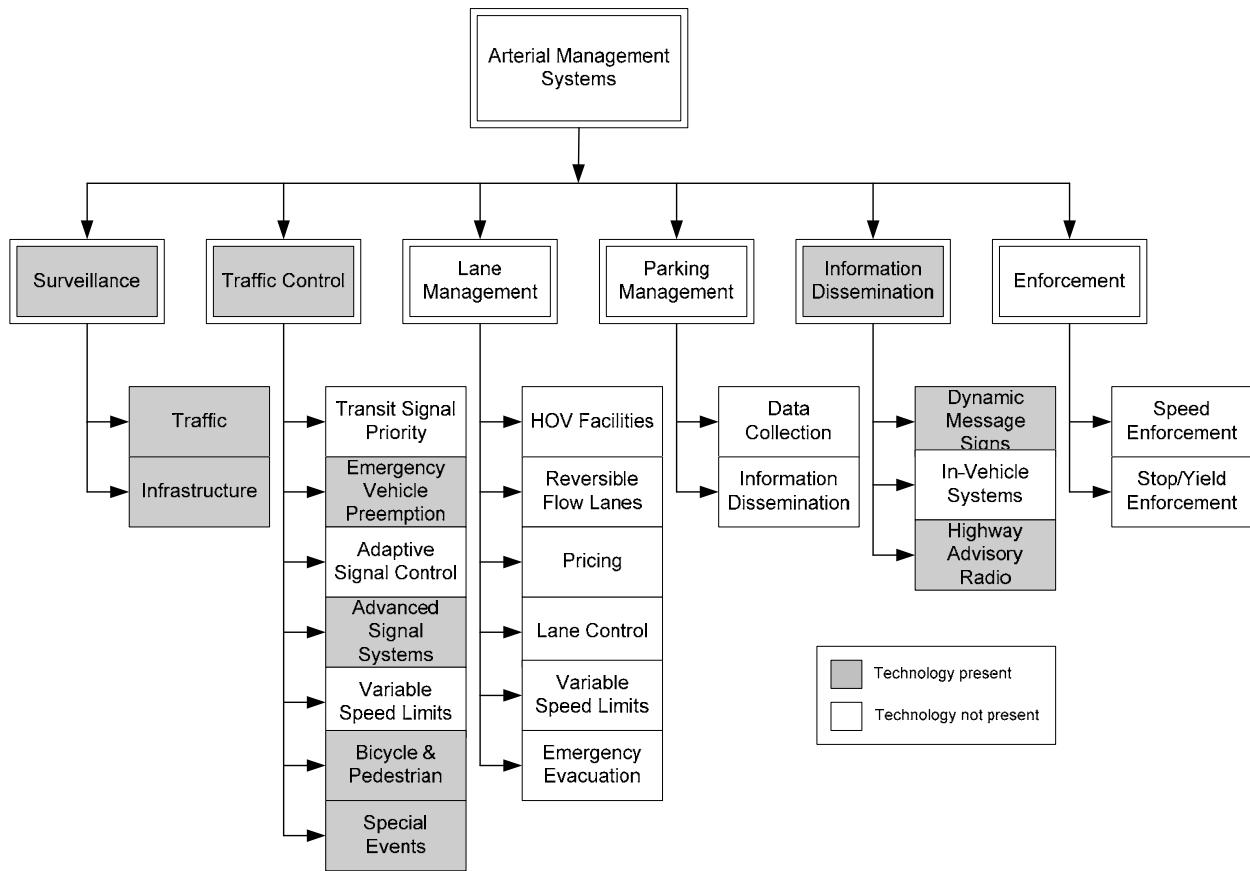 Arterial Management
Systems
Surveillance
Traffic Control
Lane
Management
Parking
Management
Information
Dissemination
Enforcement
Traffic
Infrastructure
Transit Signal
Priority
Emergency
Vehicle
Preemption
Adaptive
Signal Control
Advanced
Signal
Systems
Variable
Speed Limits
Bicycle &
Pedestrian
Special
Events
HOV Facilities
Reversible
Flow Lanes
Pricing
Lane Control
Variable
Speed Limits
Emergency
Evacuation
Data
Collection
Information
Dissemination
Dynamic
Message
Signs
In-Vehicle
Systems
Highway
Advisory
Radio
Speed
Enforcement
Stop/Yield
Enforcement
Technology present
Technology not present